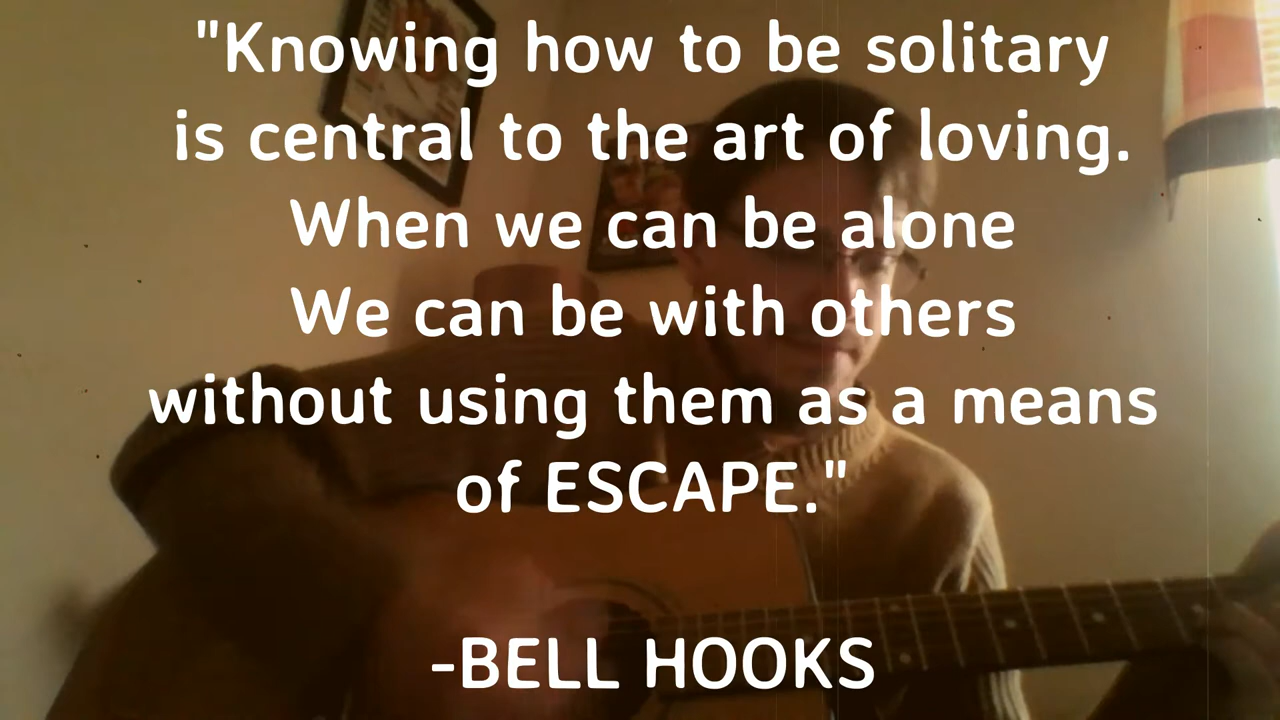 "Knowing how to be solitary
is central to the art of loving.
When we can be alone
We can be with others
without using them as a means
of ESCAPE."
-BELL HOOKS